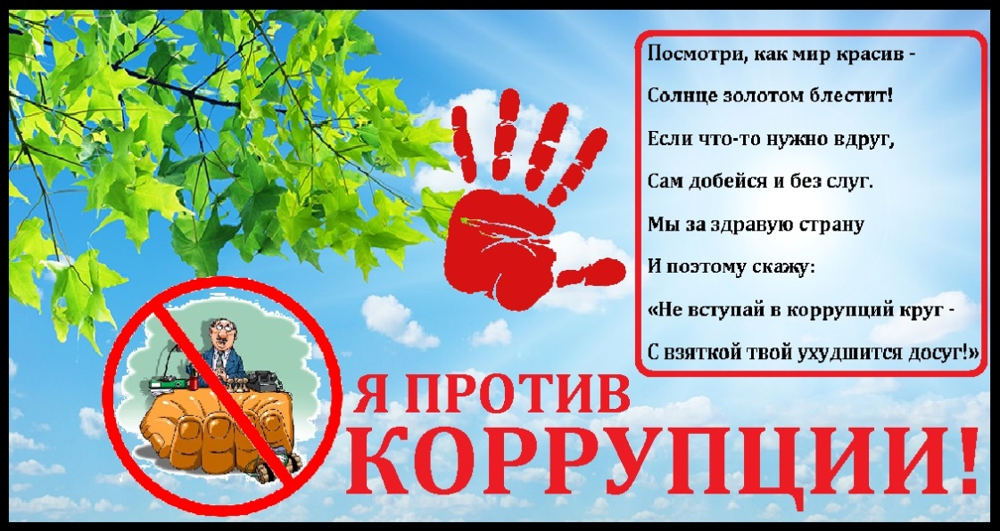 Посмотри, как мир красив -
Солнце золотом блестит!
Если что-то нужно вдруг,
Сам добейся и без слуг.
Мы за здравую страну
И поэтому скажу:
«Не вступай в коррупций круг -
С взяткой твой ухудшится досуг!»
Я ПРОТИВ
КОРРУПЦИИ!